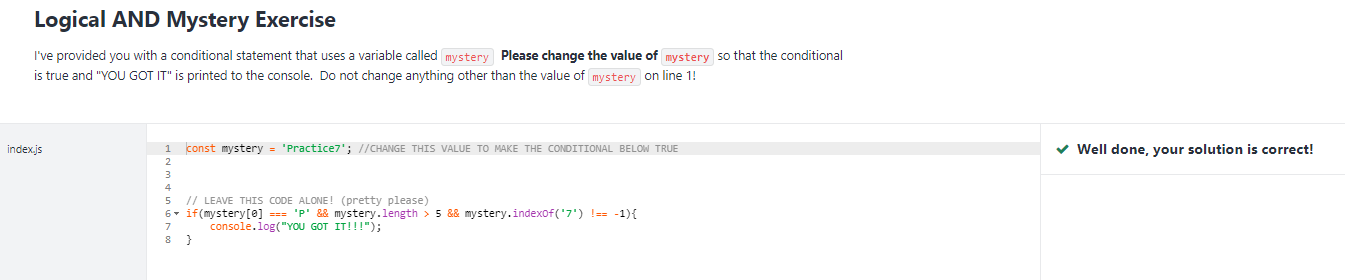 Logical AND Mystery Exercise
I've provided you with a conditional statement that uses a variable called mystery Please change the value of mystery so that the conditional
is true and "YOU GOT IT" is printed to the console. Do not change anything other than the value of mystery on line 1!
index.js
1 const mystery = 'Practice7'; //CHANGE THIS VALUE TO MAKE THE CONDITIONAL BELOW TRUE
2
3
4
5 // LEAVE THIS CODE ALONE! (pretty please)
6 if(mystery[0] === 'P' && mystery.length > 5 && mystery.indexOf('7') !== -1){
7 console.log("YOU GOT IT!!!");
8 }
Well done, your solution is correct!